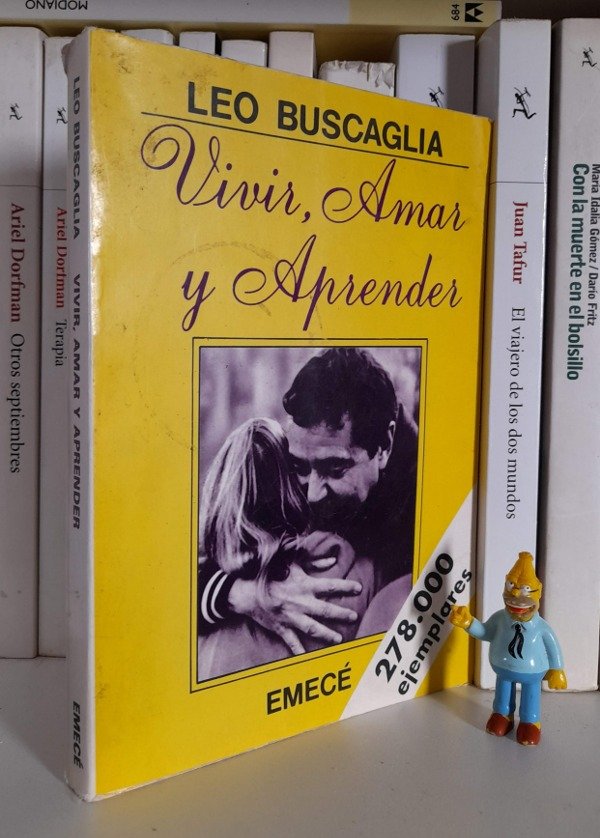 MODIANO
684
LEO BUSCAGLIA
Vivir, Amar
y Aprender
278.000
ejemplares
EMECÉ
LEO BUSCAGLIA VIVIR, AMAR Y APRENDER EMECÉ
Ariel Dorfman Otros septiembres
Ariel Dorfman Terapia
Juan Tafur El viajero de los dos mundos
María Idalia Gómez / Darío Fritz
Con la muerte en el bolsillo